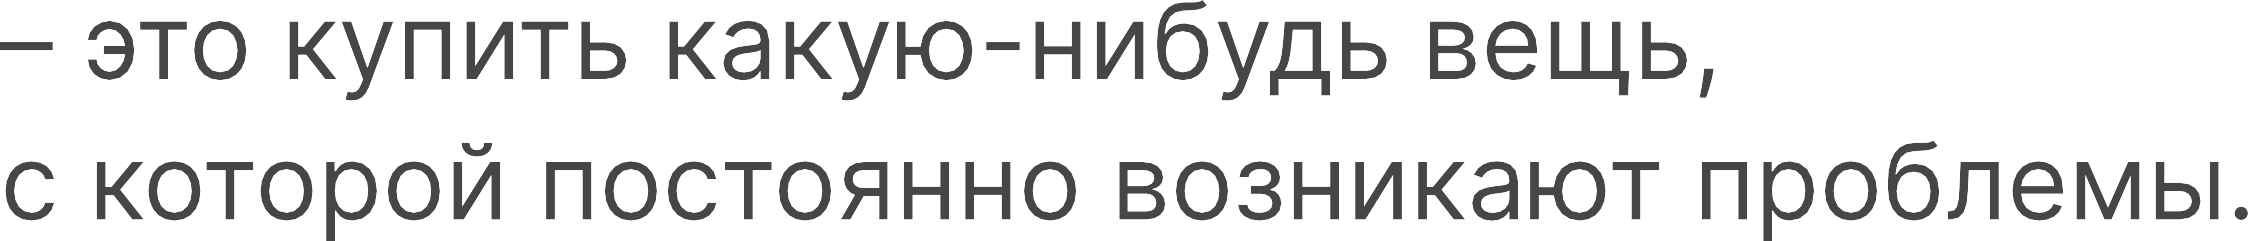 – это купить какую-нибудь вещь,
с которой постоянно возникают проблемы.